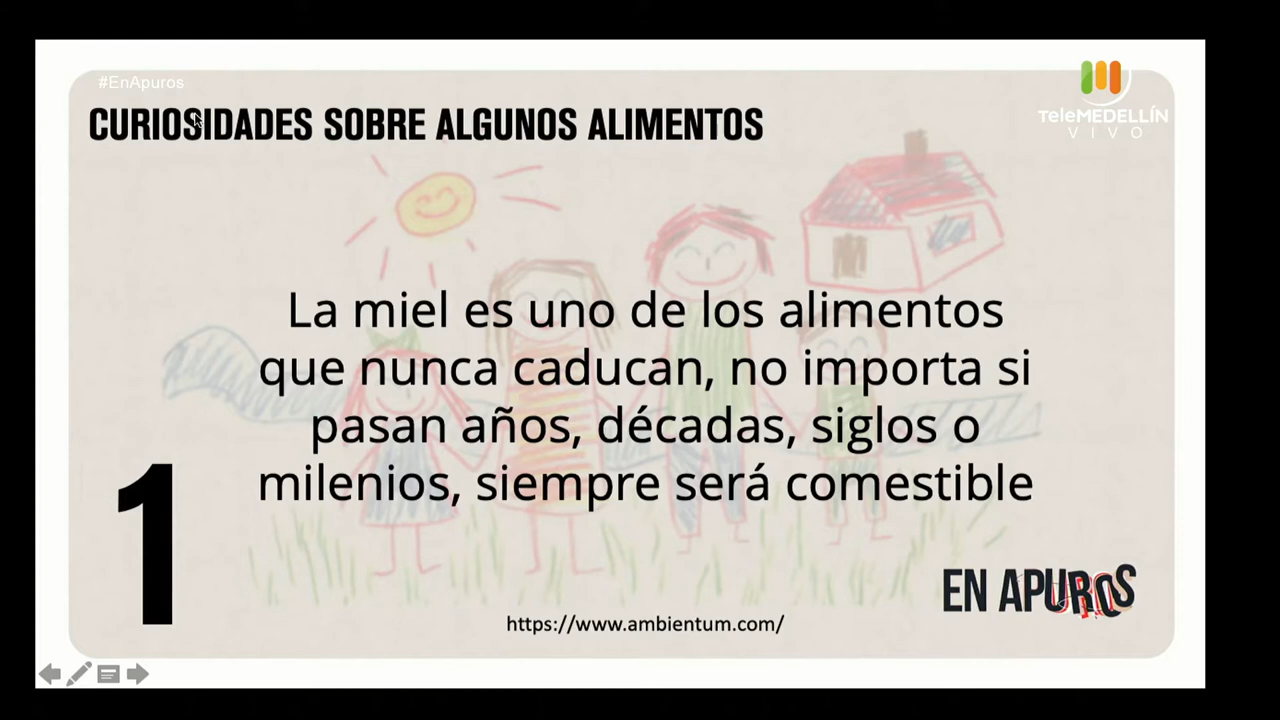 #EnApuros
CURIOSIDADES SOBRE ALGUNOS ALIMENTOS
TeleMEDELLÍN
VIVO
La miel es uno de los alimentos
que nunca caducan, no importa si
pasan años, décadas, siglos o
milenios, siempre será comestible
1
EN APUROS
https://www.ambientum.com/